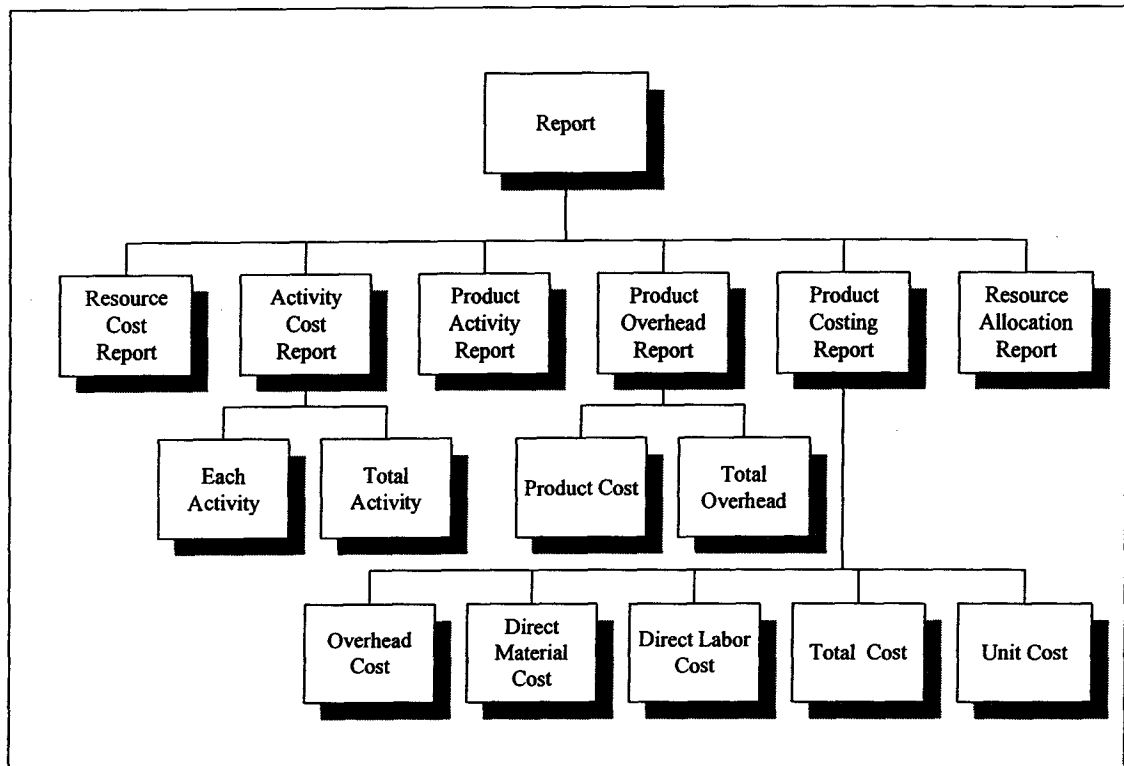 Report
Resource
Cost
Report
Activity
Cost
Report
Product
Activity
Report
Product
Overhead
Report
Product
Costing
Report
Resource
Allocation
Report
Each
Activity
Total
Activity
Product Cost
Total
Overhead
Overhead
Cost
Direct
Material
Cost
Direct Labor
Cost
Total Cost
Unit Cost